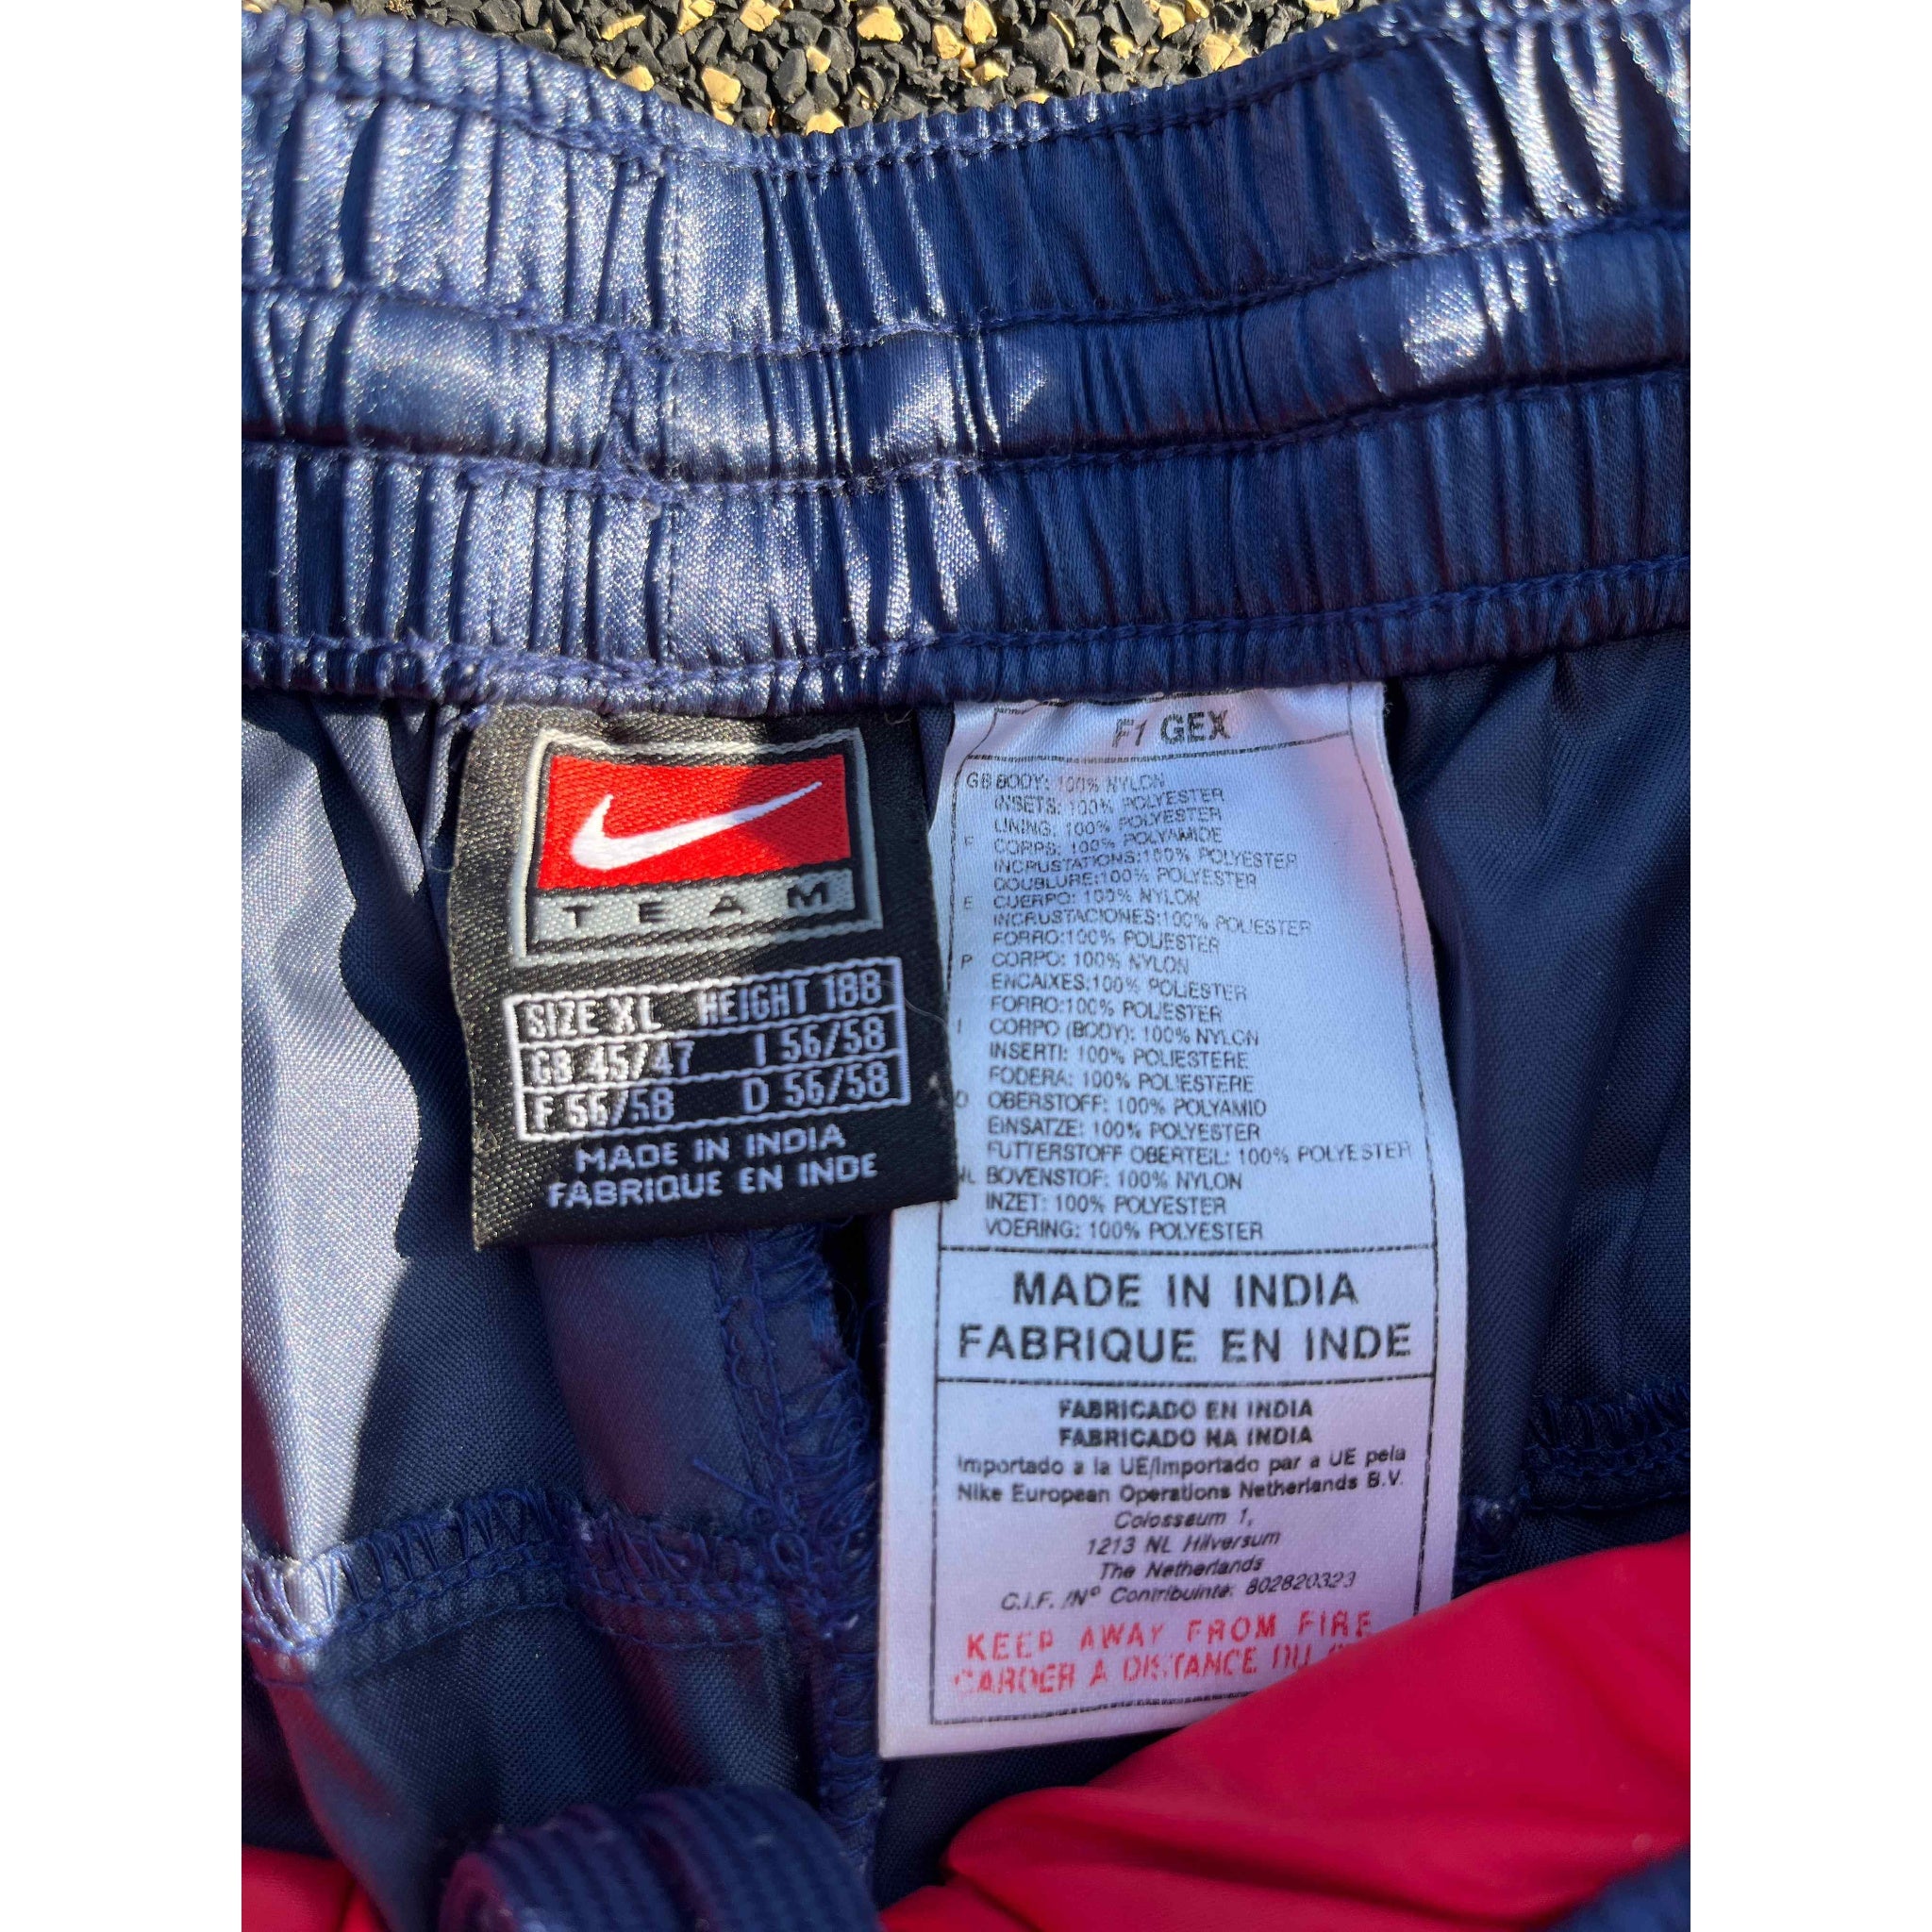 TEAM
SIZE XL HEIGHT 188
GB 45/47 I 56/58
F 56/58 D 56/58
MADE IN INDIA
FABRIQUE EN INDE
F1 GEX
GB BODY: 100% NYLON
INSETS: 100% POLYESTER
LINING: 100% POLYESTER
F CORPS: 100% POLYAMIDE
INCRUSTATIONS:100% POLYESTER
DOUBLURE:100% POLYESTER
E CUERPO: 100% NYLON
INCRUSTACIONES:100% POLIESTER
FORRO:100% POLIESTER
P CORPO: 100% NYLON
ENCAIXES:100% POLIESTER
FORRO:100% POLIESTER
I CORPO (BODY): 100% NYLON
INSERTI: 100% POLIESTERE
FODERA: 100% POLIESTERE
D OBERSTOFF: 100% POLYAMID
EINSATZE: 100% POLYESTER
FUTTERSTOFF OBERTEIL: 100% POLYESTER
NL BOVENSTOF: 100% NYLON
INZET: 100% POLYESTER
VOERING: 100% POLYESTER
MADE IN INDIA
FABRIQUE EN INDE
FABRICADO EN INDIA
FABRICADO NA INDIA
Importado a la UE/Importado par a UE pela
Nike European Operations Netherlands B.V.
Colosseum 1,
1213 NL Hilversum
The Netherlands
C.I.F. /Nº Contribuinte: 802820323
KEEP AWAY FROM FIRE
GARDER A DISTANCE DU